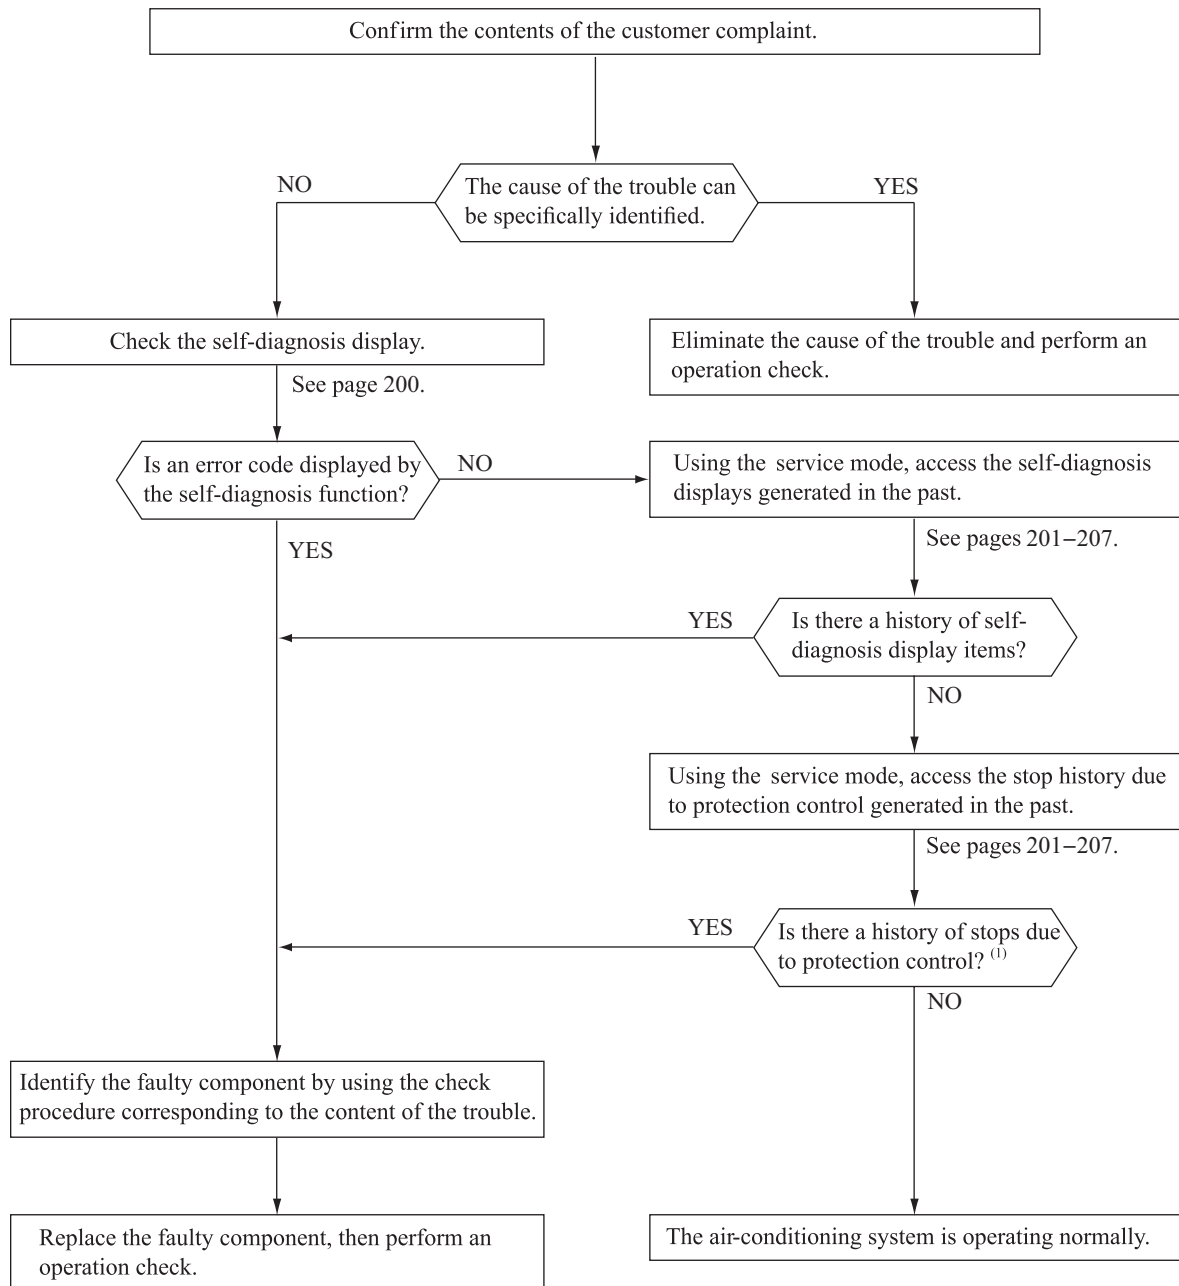 Confirm the contents of the customer complaint.
NO
The cause of the trouble can
be specifically identified.
YES
Check the self-diagnosis display.
See page 200.
Eliminate the cause of the trouble and perform an
operation check.
Is an error code displayed by
the self-diagnosis function?
NO
YES
Using the service mode, access the self-diagnosis
displays generated in the past.
See pages 201−207.
YES
Is there a history of self-
diagnosis display items?
NO
Using the service mode, access the stop history due
to protection control generated in the past.
See pages 201−207.
YES
Is there a history of stops due
to protection control? (1)
NO
Identify the faulty component by using the check
procedure corresponding to the content of the trouble.
Replace the faulty component, then perform an
operation check.
The air-conditioning system is operating normally.